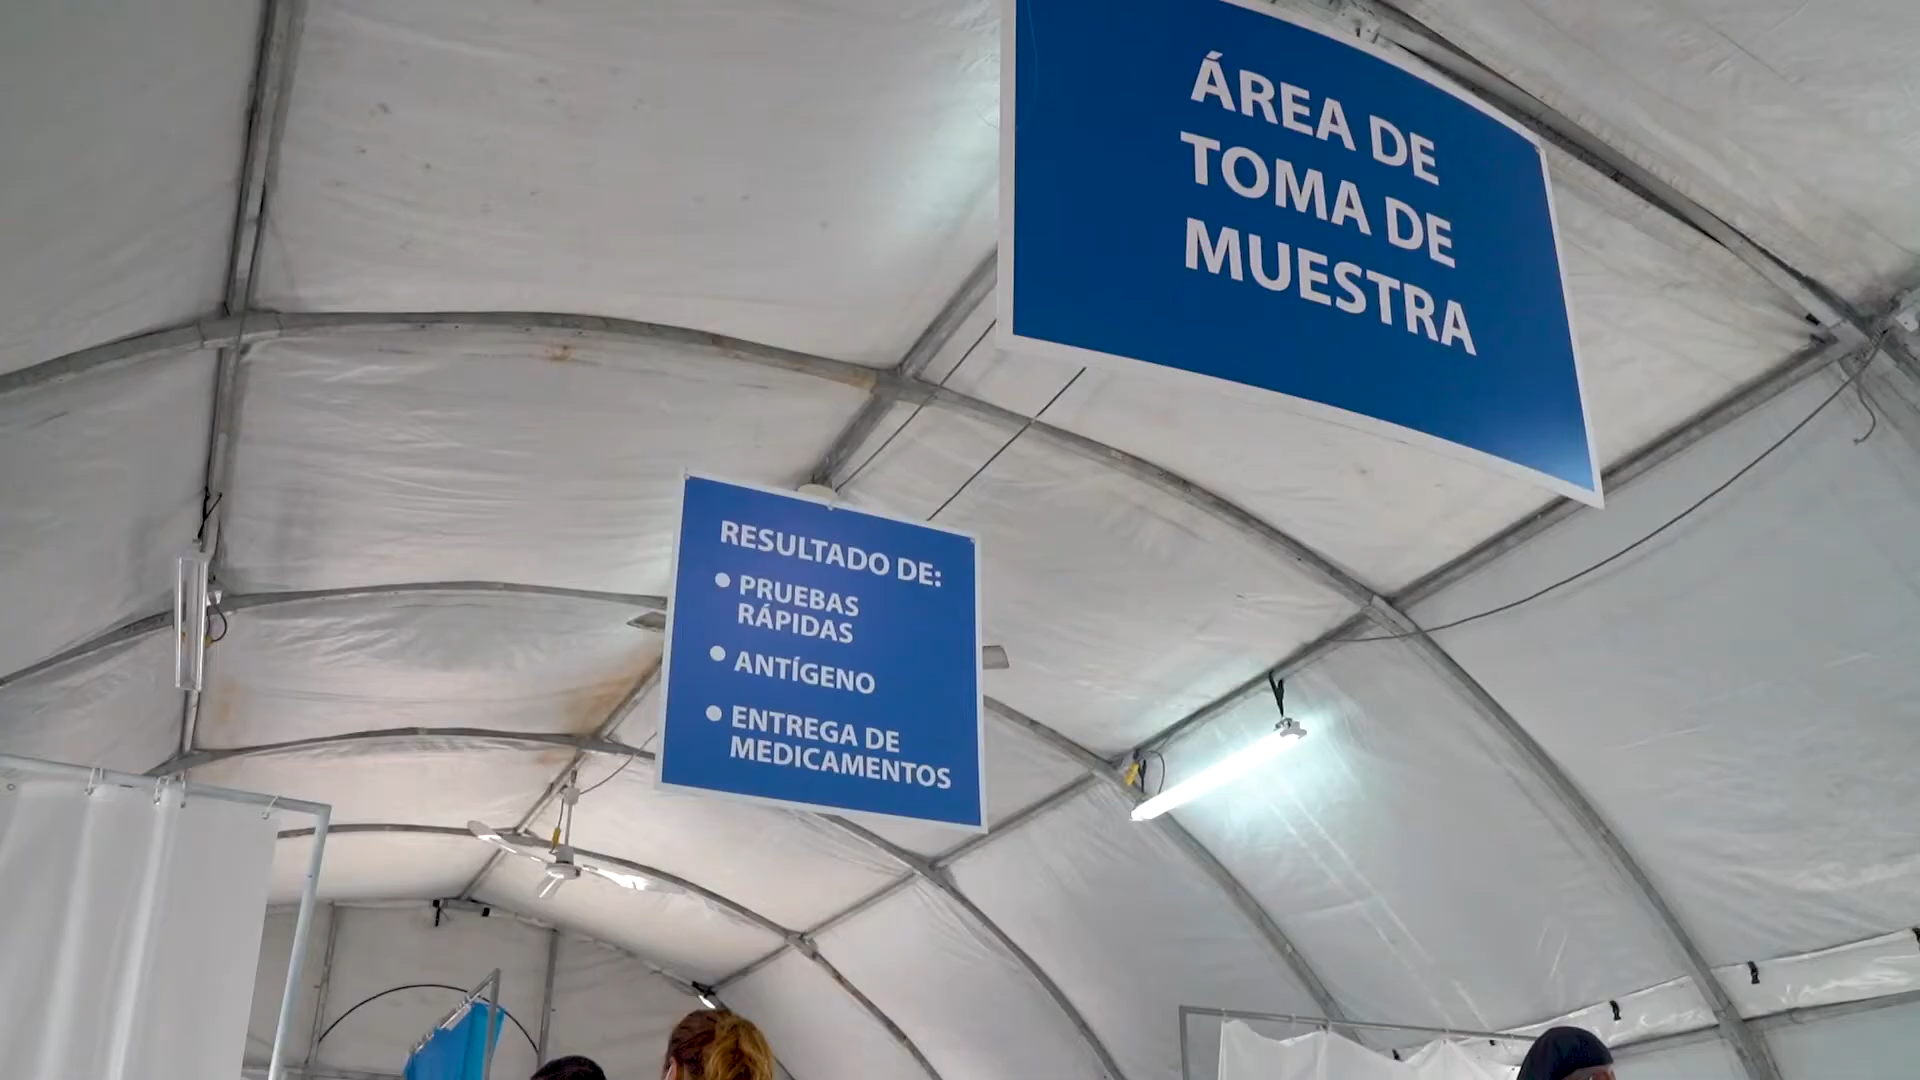 ÁREA DE
TOMA DE
MUESTRA
RESULTADO DE:
• PRUEBAS
RÁPIDAS
• ANTÍGENO
• ENTREGA DE
MEDICAMENTOS